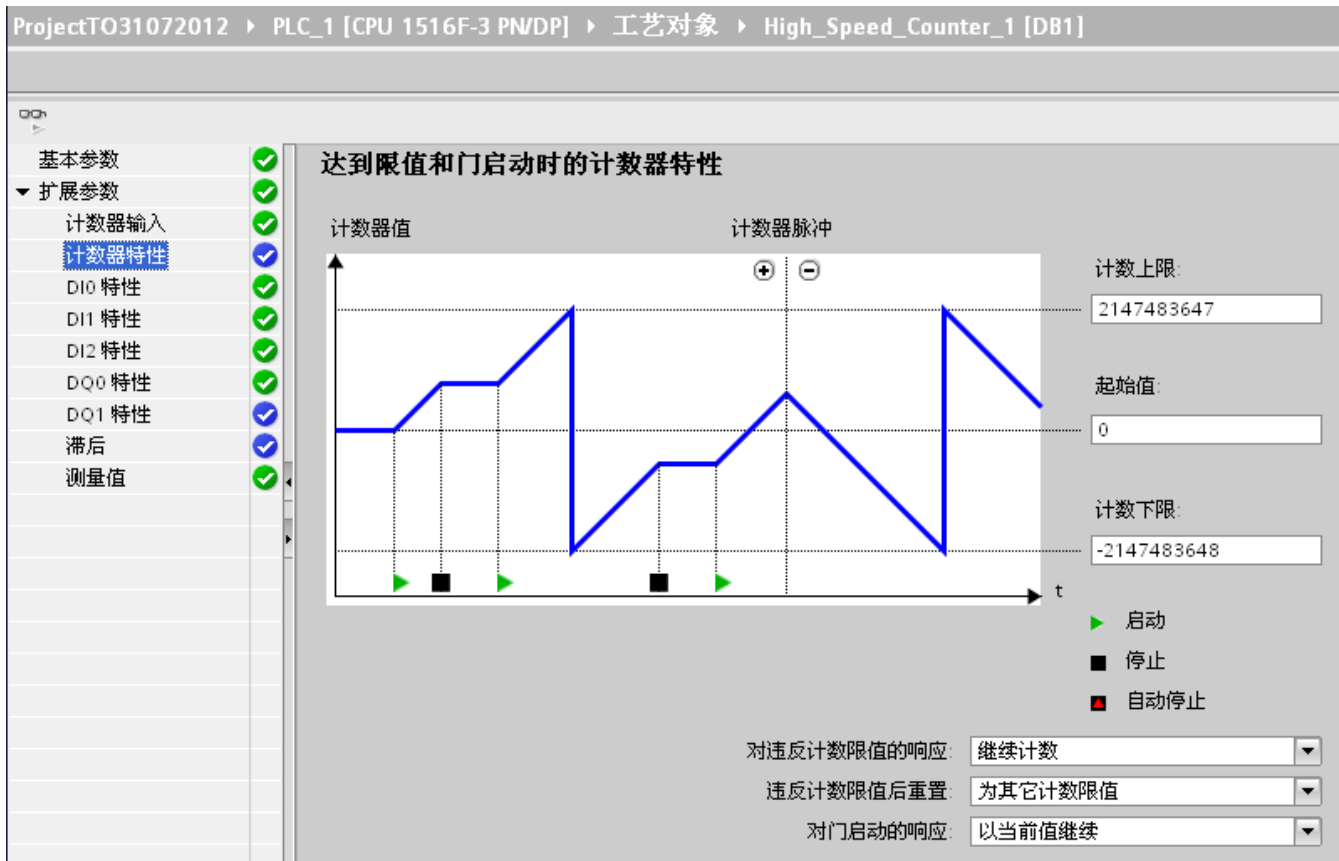 ProjectTO31072012 ▸ PLC_1 [CPU 1516F-3 PN/DP] ▸ 工艺对象 ▸ High_Speed_Counter_1 [DB1]
基本参数
扩展参数
计数器输入
计数器特性
DI0 特性
DI1 特性
DI2 特性
DQ0 特性
DQ1 特性
滞后
测量值
达到限值和门启动时的计数器特性
计数器值
计数器脉冲
计数上限:
2147483647
起始值:
0
计数下限:
-2147483648
t
启动
停止
自动停止
对违反计数限值的响应: 继续计数
违反计数限值后重置: 为其它计数限值
对门启动的响应: 以当前值继续